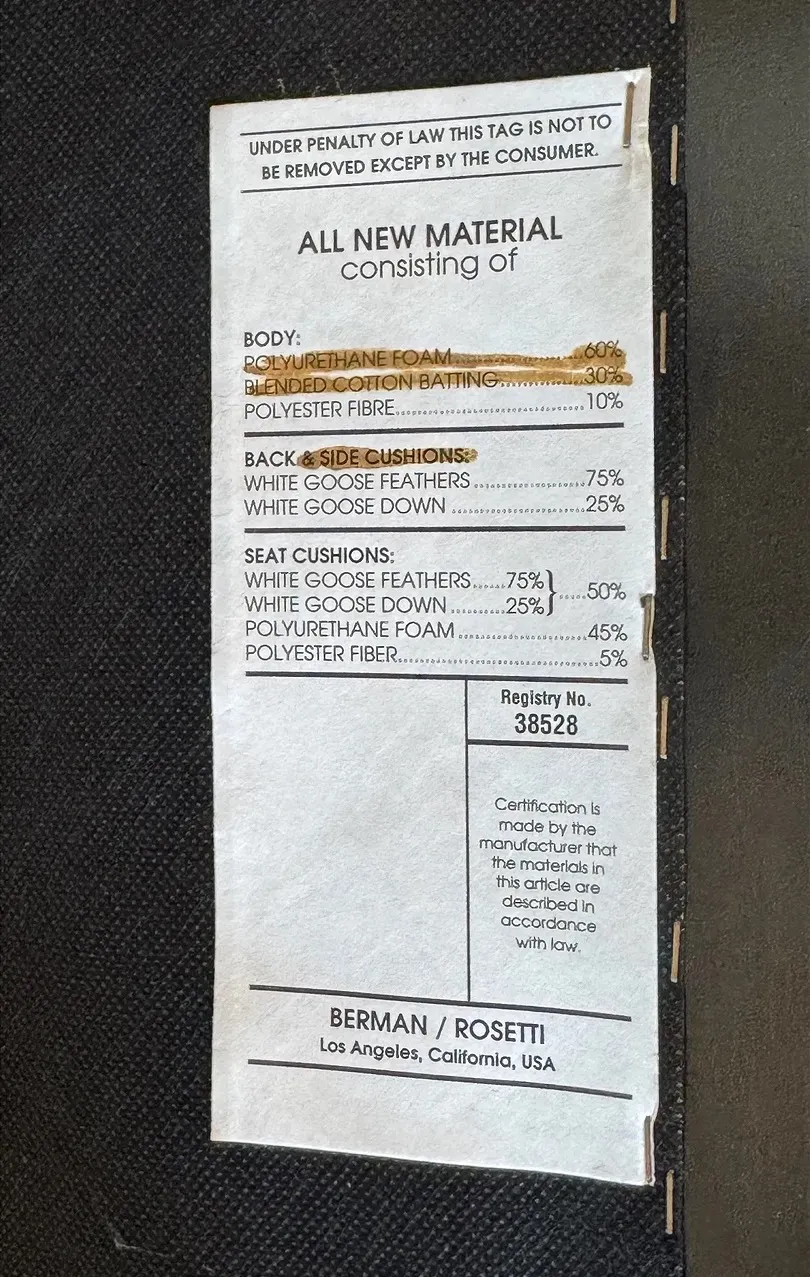 UNDER PENALTY OF LAW THIS TAG IS NOT TO
BE REMOVED EXCEPT BY THE CONSUMER.
ALL NEW MATERIAL
consisting of
BODY:
POLYURETHANE FOAM..........60%
BLENDED COTTON BATTING..........30%
POLYESTER FIBRE..........10%
BACK & SIDE CUSHIONS:
WHITE GOOSE FEATHERS..........75%
WHITE GOOSE DOWN..........25%
SEAT CUSHIONS:
WHITE GOOSE FEATHERS......75%
WHITE GOOSE DOWN..........25% } .....50%
POLYURETHANE FOAM..........45%
POLYESTER FIBER..........5%
Registry No.
38528
Certification is
made by the
manufacturer that
the materials in
this article are
described in
accordance
with law.
BERMAN / ROSETTI
Los Angeles, California, USA